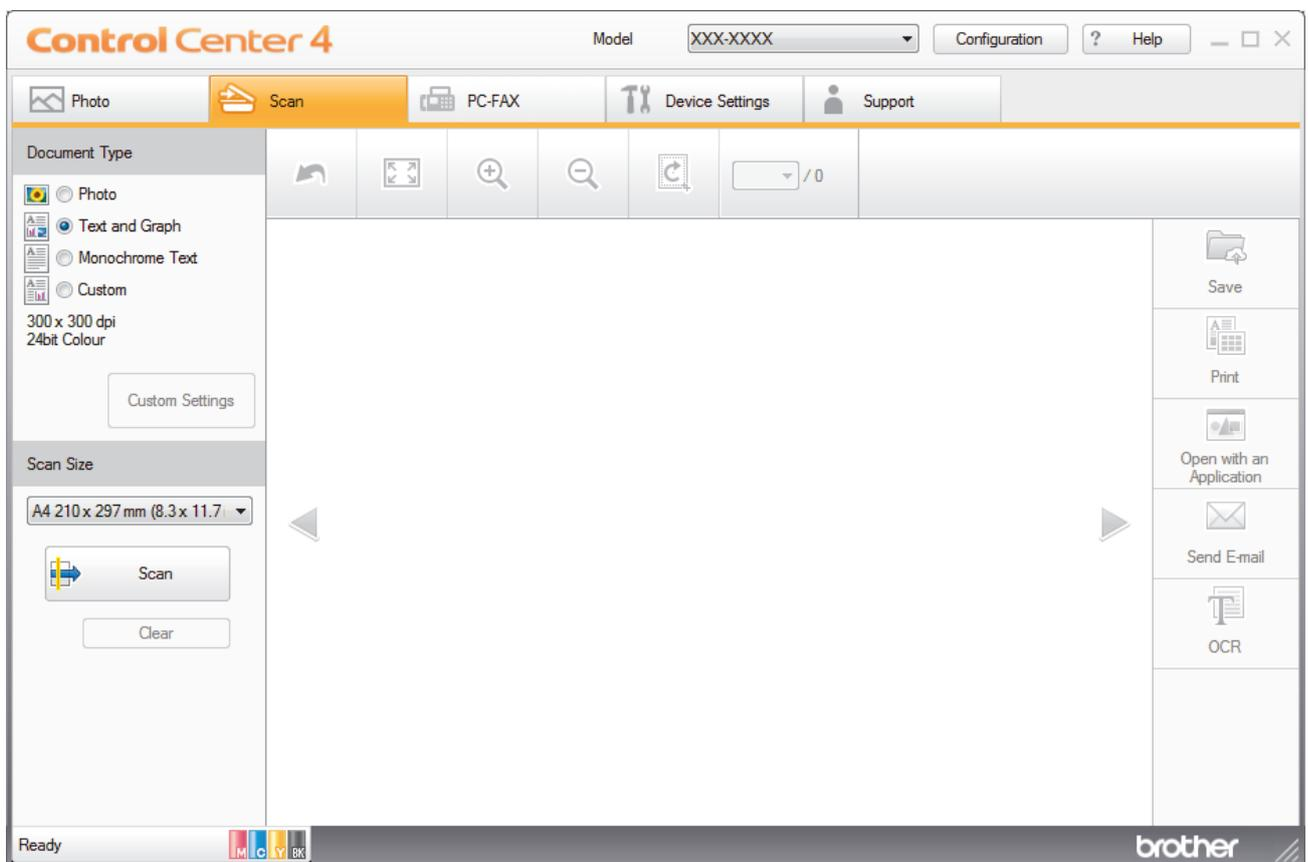 Control Center 4
Model
XXX-XXXX
Configuration
? Help
Photo
Scan
PC-FAX
Device Settings
Support
Document Type
Photo
Text and Graph
Monochrome Text
Custom
300 x 300 dpi
24bit Colour
Custom Settings
Scan Size
A4 210 x 297 mm (8.3 x 11.7
Scan
Clear
/ 0
Save
Print
Open with an
Application
Send E-mail
OCR
Ready
M C Y BK
brother